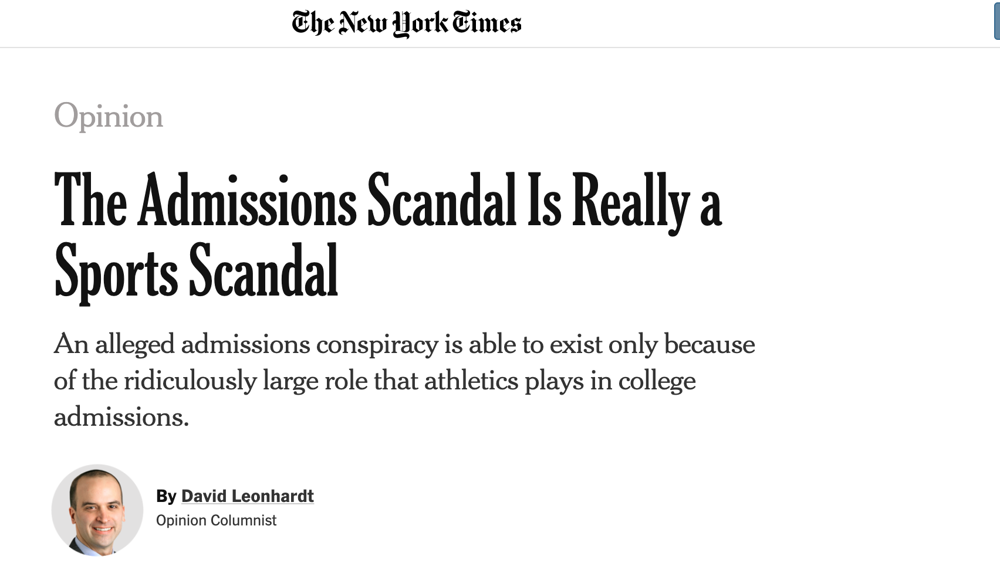 The New York Times
Opinion
The Admissions Scandal Is Really a
Sports Scandal
An alleged admissions conspiracy is able to exist only because
of the ridiculously large role that athletics plays in college
admissions.
By David Leonhardt
Opinion Columnist